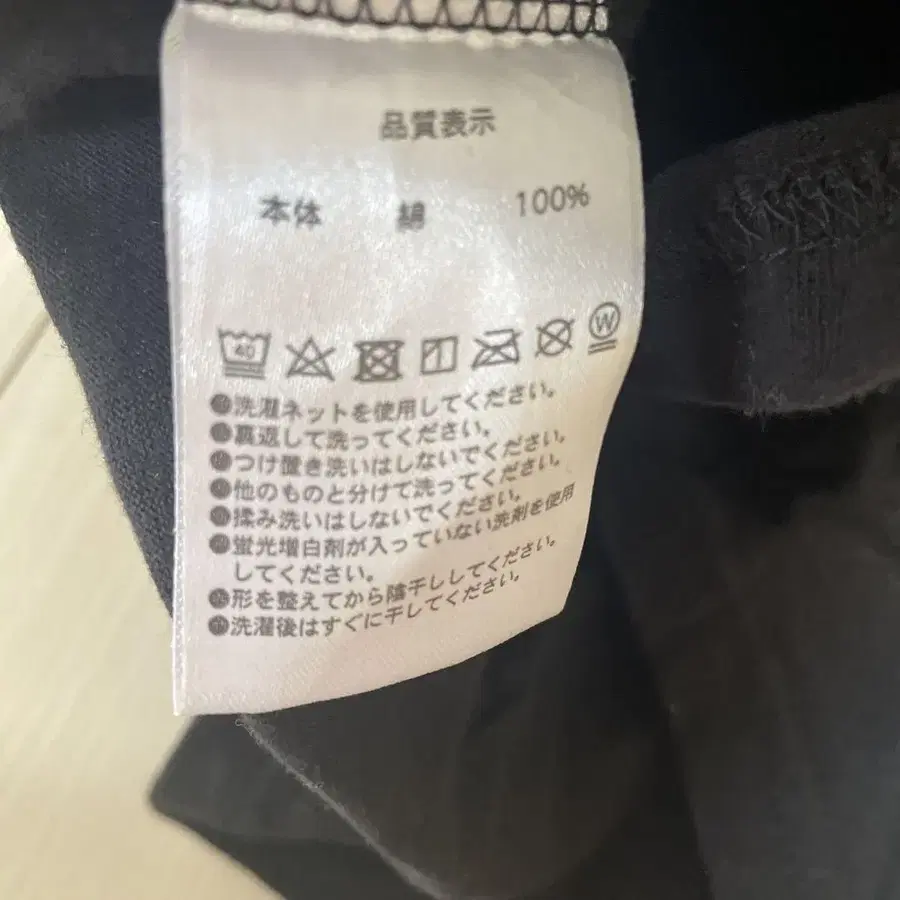 品質表示
本体 綿 100%
40 W
●洗濯ネットを使用してください。
●裏返して洗ってください。
●つけ置き洗いはしないでください。
●他のものと分けて洗ってください。
●揉み洗いはしないでください。
●蛍光増白剤が入っていない洗剤を使用
してください。
●形を整えてから陰干ししてください。
●洗濯後はすぐに干してください。